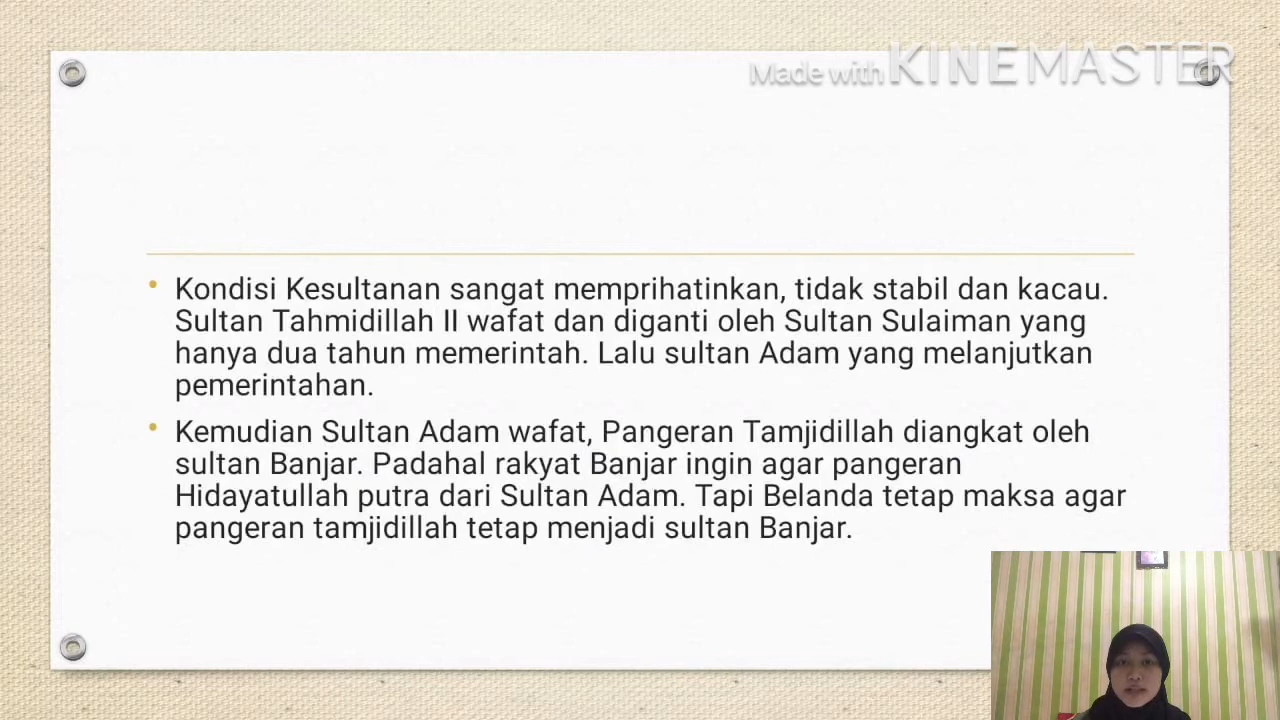 Made with KINEMASTER
Kondisi Kesultanan sangat memprihatinkan, tidak stabil dan kacau.
Sultan Tahmidillah II wafat dan diganti oleh Sultan Sulaiman yang
hanya dua tahun memerintah. Lalu sultan Adam yang melanjutkan
pemerintahan.
Kemudian Sultan Adam wafat, Pangeran Tamjidillah diangkat oleh
sultan Banjar. Padahal rakyat Banjar ingin agar pangeran
Hidayatullah putra dari Sultan Adam. Tapi Belanda tetap maksa agar
pangeran tamjidillah tetap menjadi sultan Banjar.